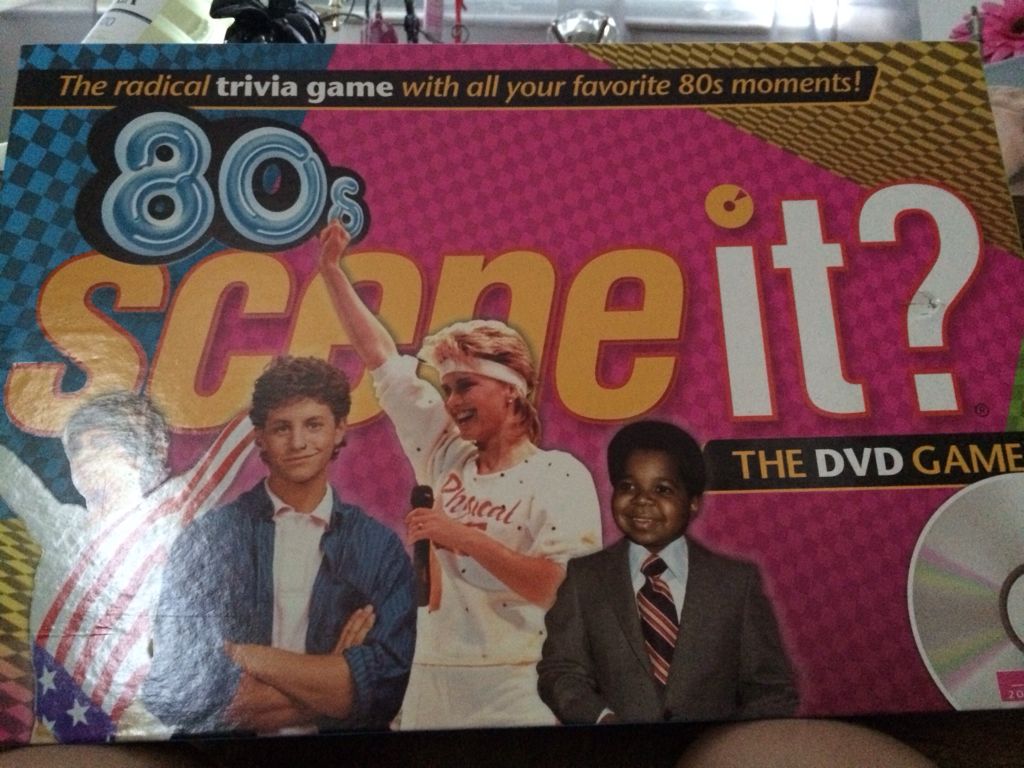 The radical trivia game with all your favorite 80s moments!
80s
scene it?
®
THE DVD GAME
Physical